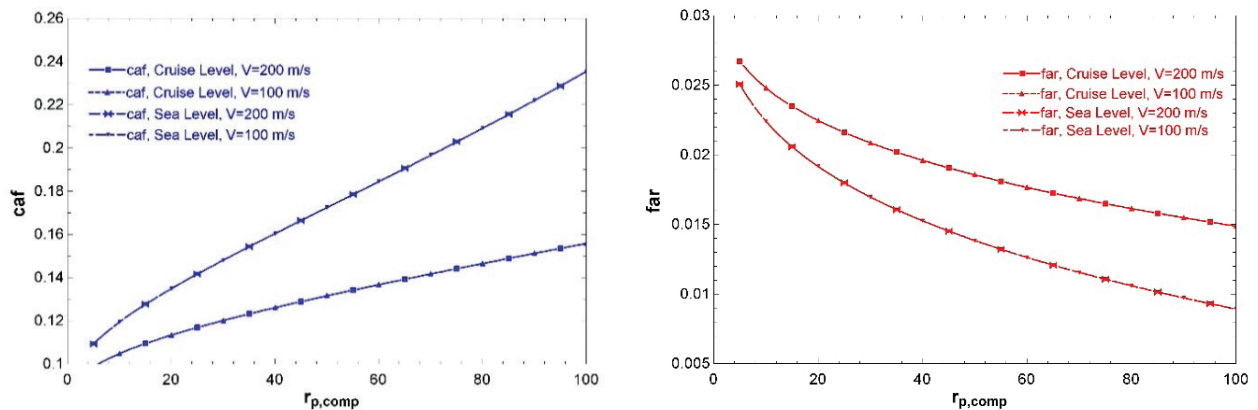 0.26
0.24
0.22
0.2
0.18
0.16
0.14
0.12
0.1
caf
caf, Cruise Level, V=200 m/s
caf, Cruise Level, V=100 m/s
caf, Sea Level, V=200 m/s
caf, Sea Level, V=100 m/s
0 20 40 60 80 100
r p,comp
0.03
0.025
0.02
0.015
0.01
0.005
far
far, Cruise Level, V=200 m/s
far, Cruise Level, V=100 m/s
far, Sea Level, V=200 m/s
far, Sea Level, V=100 m/s
0 20 40 60 80 100
r p,comp